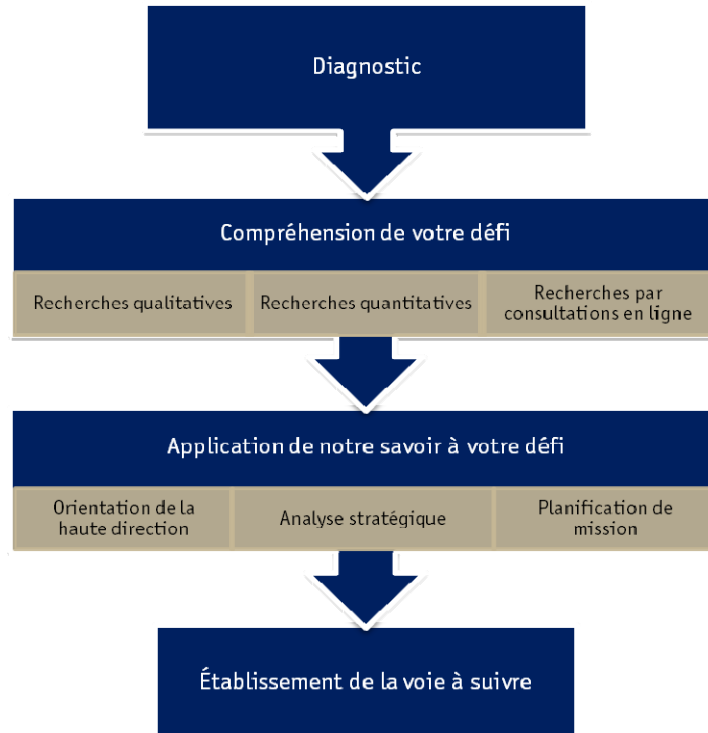 Diagnostic
Compréhension de votre défi
Recherches qualitatives
Recherches quantitatives
Recherches par
consultations en ligne
Application de notre savoir à votre défi
Orientation de la
haute direction
Analyse stratégique
Planification de
mission
Établissement de la voie à suivre